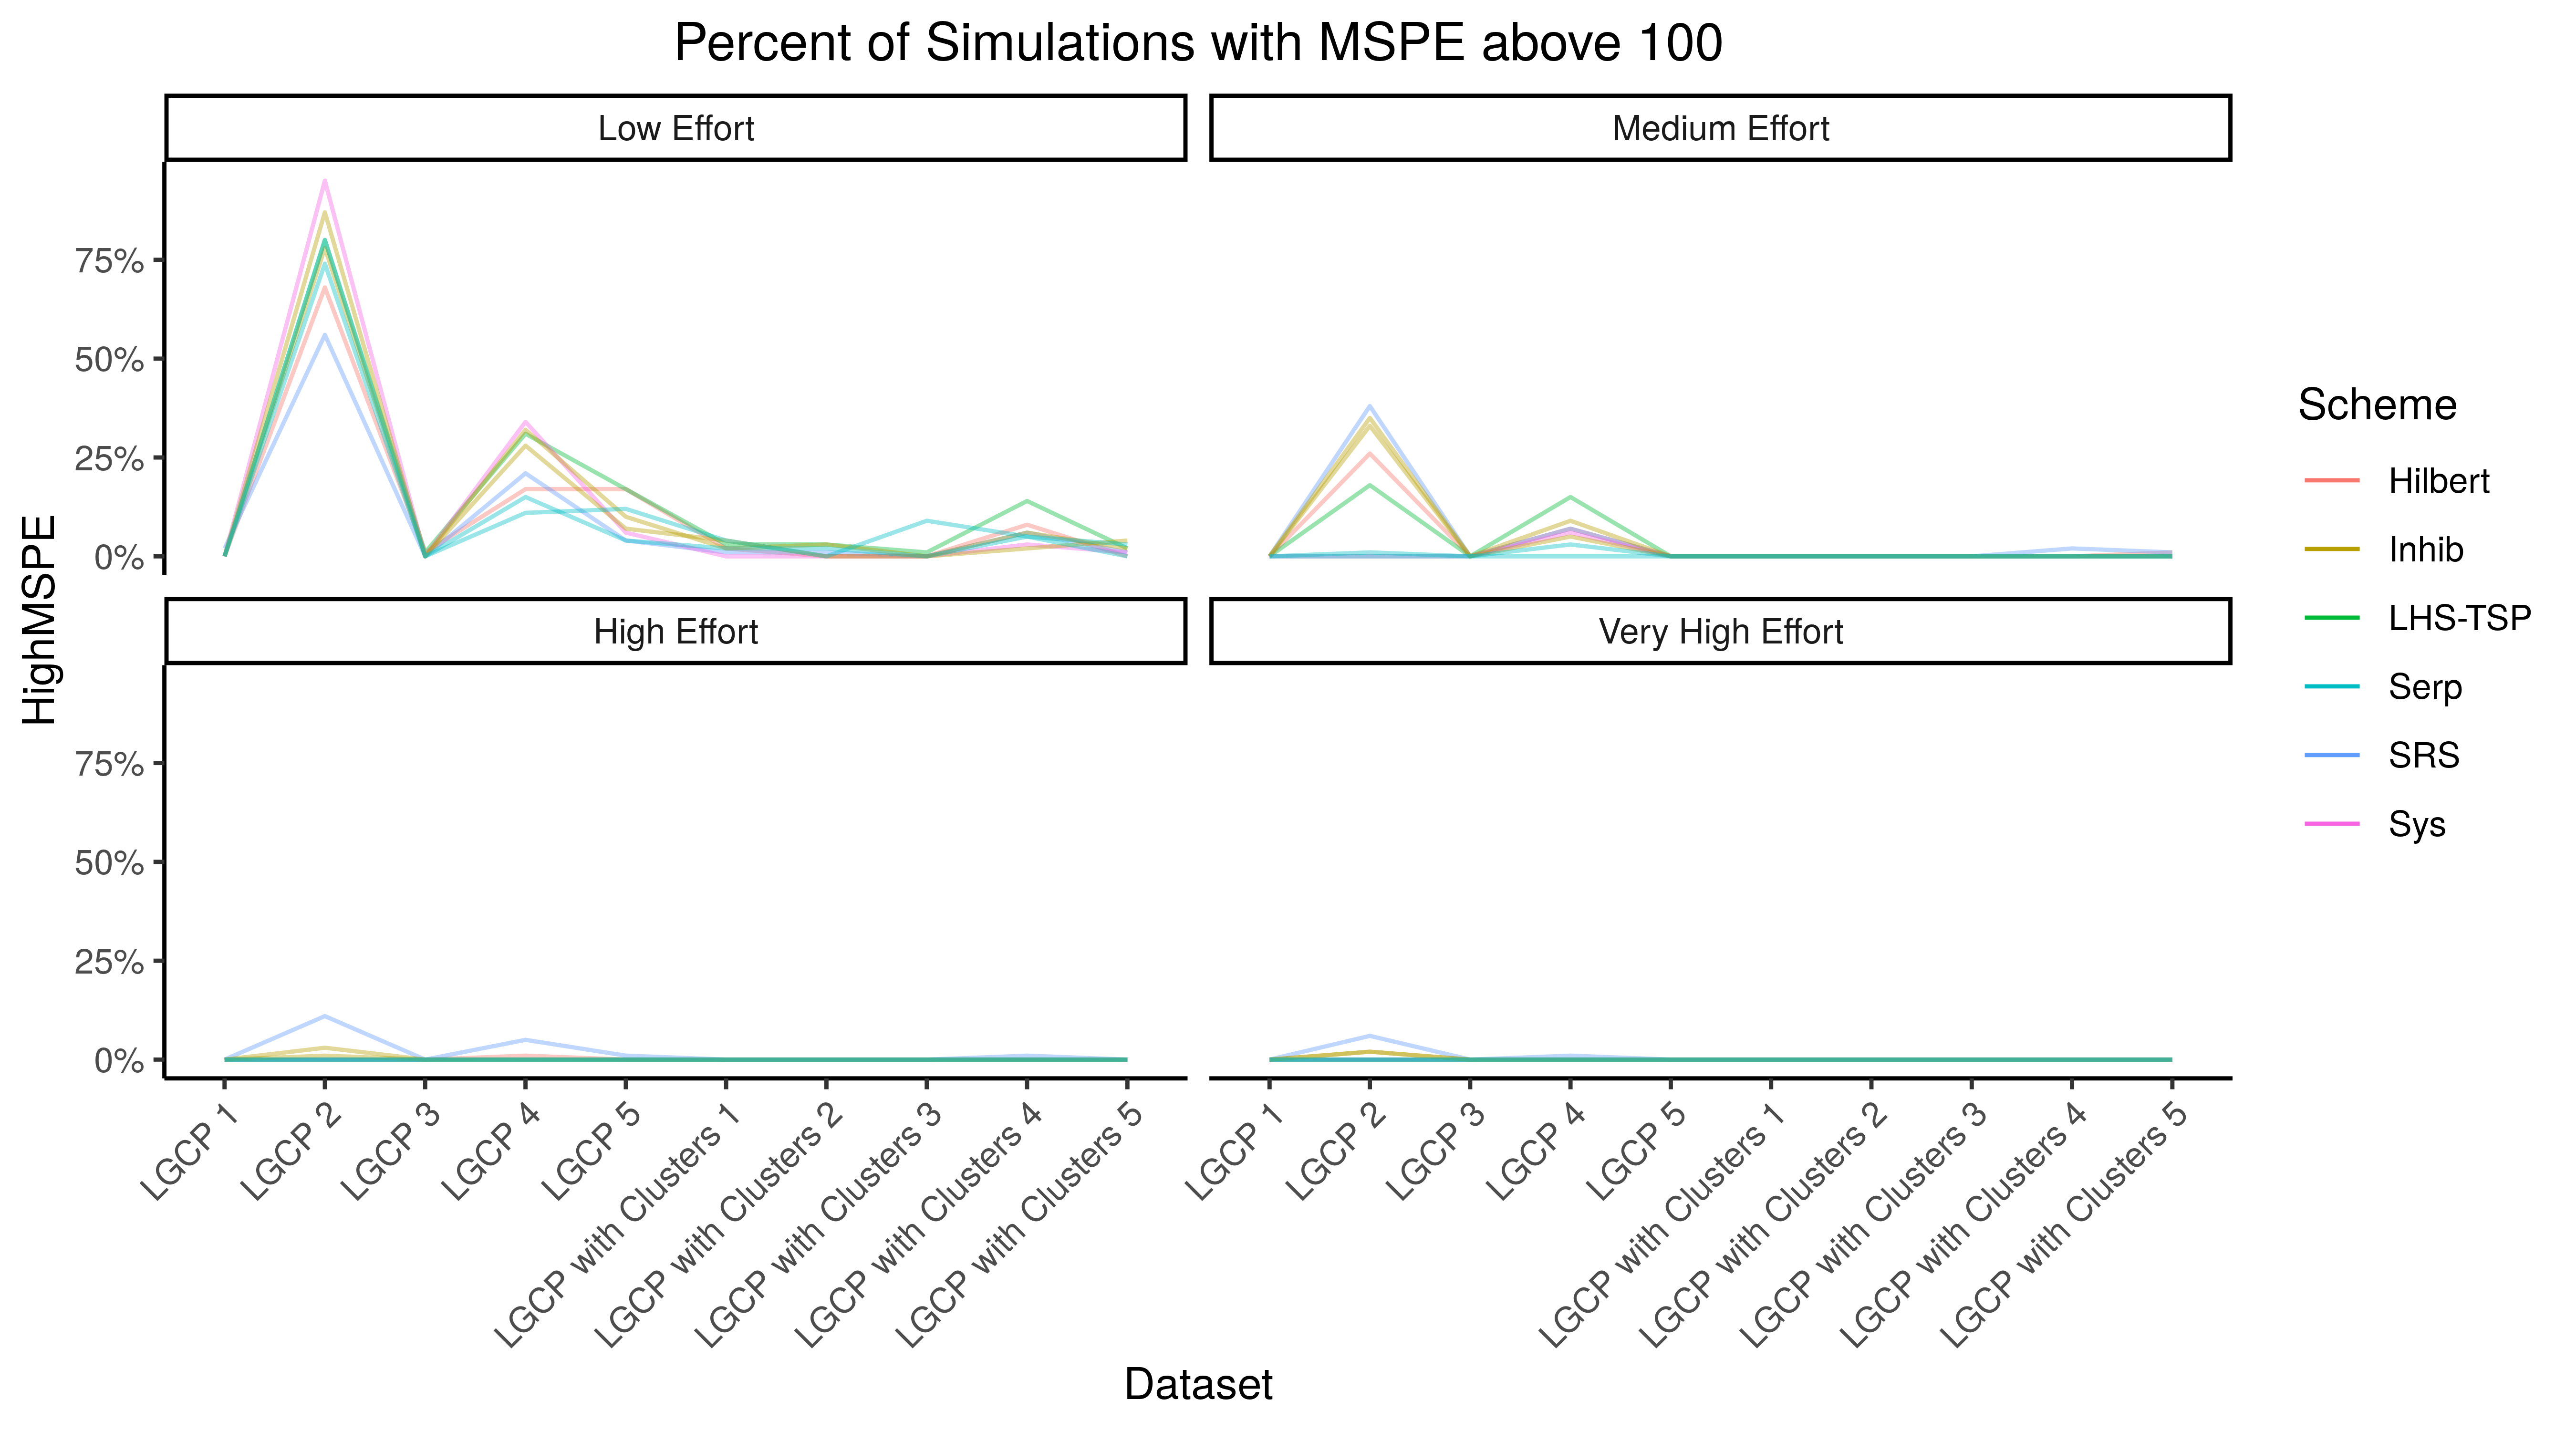 Percent of Simulations with MSPE above 100
Low Effort
Medium Effort
75%
50%
25%
0%
High Effort
Very High Effort
75%
50%
25%
0%
HighMSPE
LGCP 1
LGCP 2
LGCP 3
LGCP 4
LGCP 5
LGCP with Clusters 1
LGCP with Clusters 2
LGCP with Clusters 3
LGCP with Clusters 4
LGCP with Clusters 5
LGCP 1
LGCP 2
LGCP 3
LGCP 4
LGCP 5
LGCP with Clusters 1
LGCP with Clusters 2
LGCP with Clusters 3
LGCP with Clusters 4
LGCP with Clusters 5
Dataset
Scheme
Hilbert
Inhib
LHS-TSP
Serp
SRS
Sys